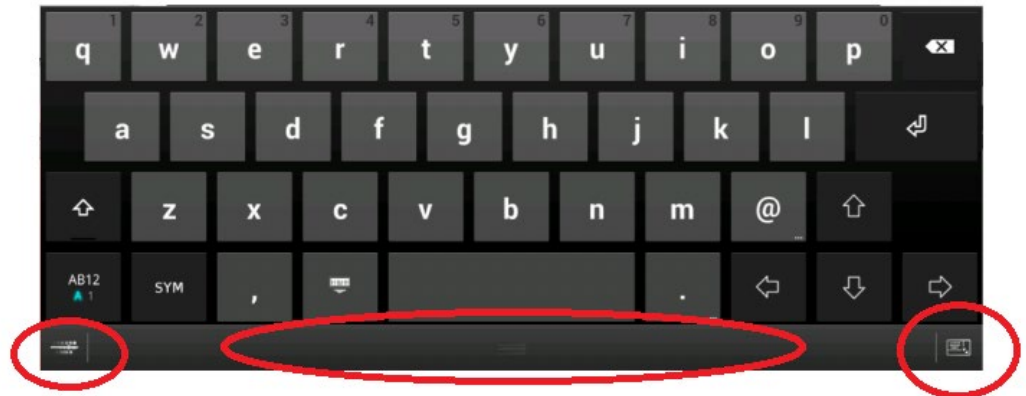 1 2 3 4 5 6 7 8 9 0
q w e r t y u i o p
a s d f g h j k l
z x c v b n m @ ...
AB12 SYM , .
A 1